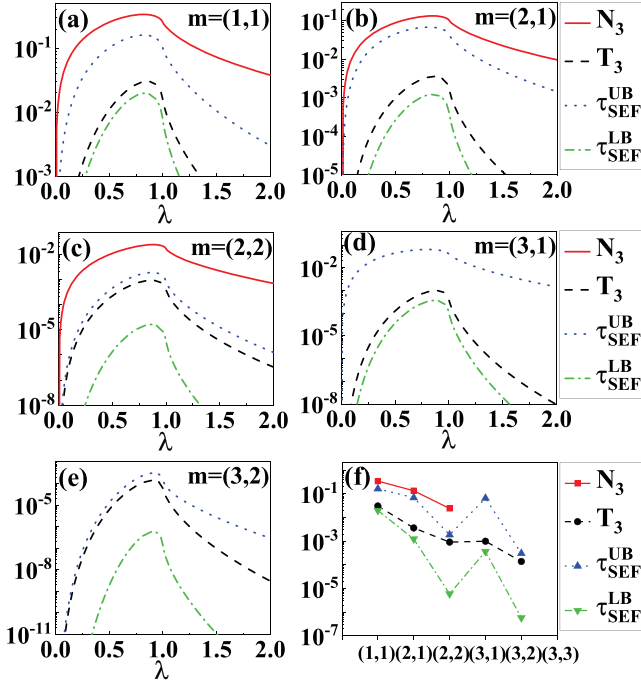 (a) m=(1,1)
10⁻¹
10⁻²
10⁻³
0.0 0.5 1.0 1.5 2.0
λ
(b) m=(2,1)
10⁻¹
10⁻²
10⁻³
10⁻⁴
10⁻⁵
0.0 0.5 1.0 1.5 2.0
λ
N₃
T₃
τ_SEF^UB
τ_SEF^LB
(c) m=(2,2)
10⁻²
10⁻⁵
10⁻⁸
0.0 0.5 1.0 1.5 2.0
λ
(d) m=(3,1)
10⁻²
10⁻⁵
10⁻⁸
0.0 0.5 1.0 1.5 2.0
λ
N₃
T₃
τ_SEF^UB
τ_SEF^LB
(e) m=(3,2)
10⁻⁵
10⁻⁸
10⁻¹¹
0.0 0.5 1.0 1.5 2.0
λ
(f)
10⁻¹
10⁻³
10⁻⁵
10⁻⁷
(1,1) (2,1) (2,2) (3,1) (3,2) (3,3)
N₃
T₃
τ_SEF^UB
τ_SEF^LB